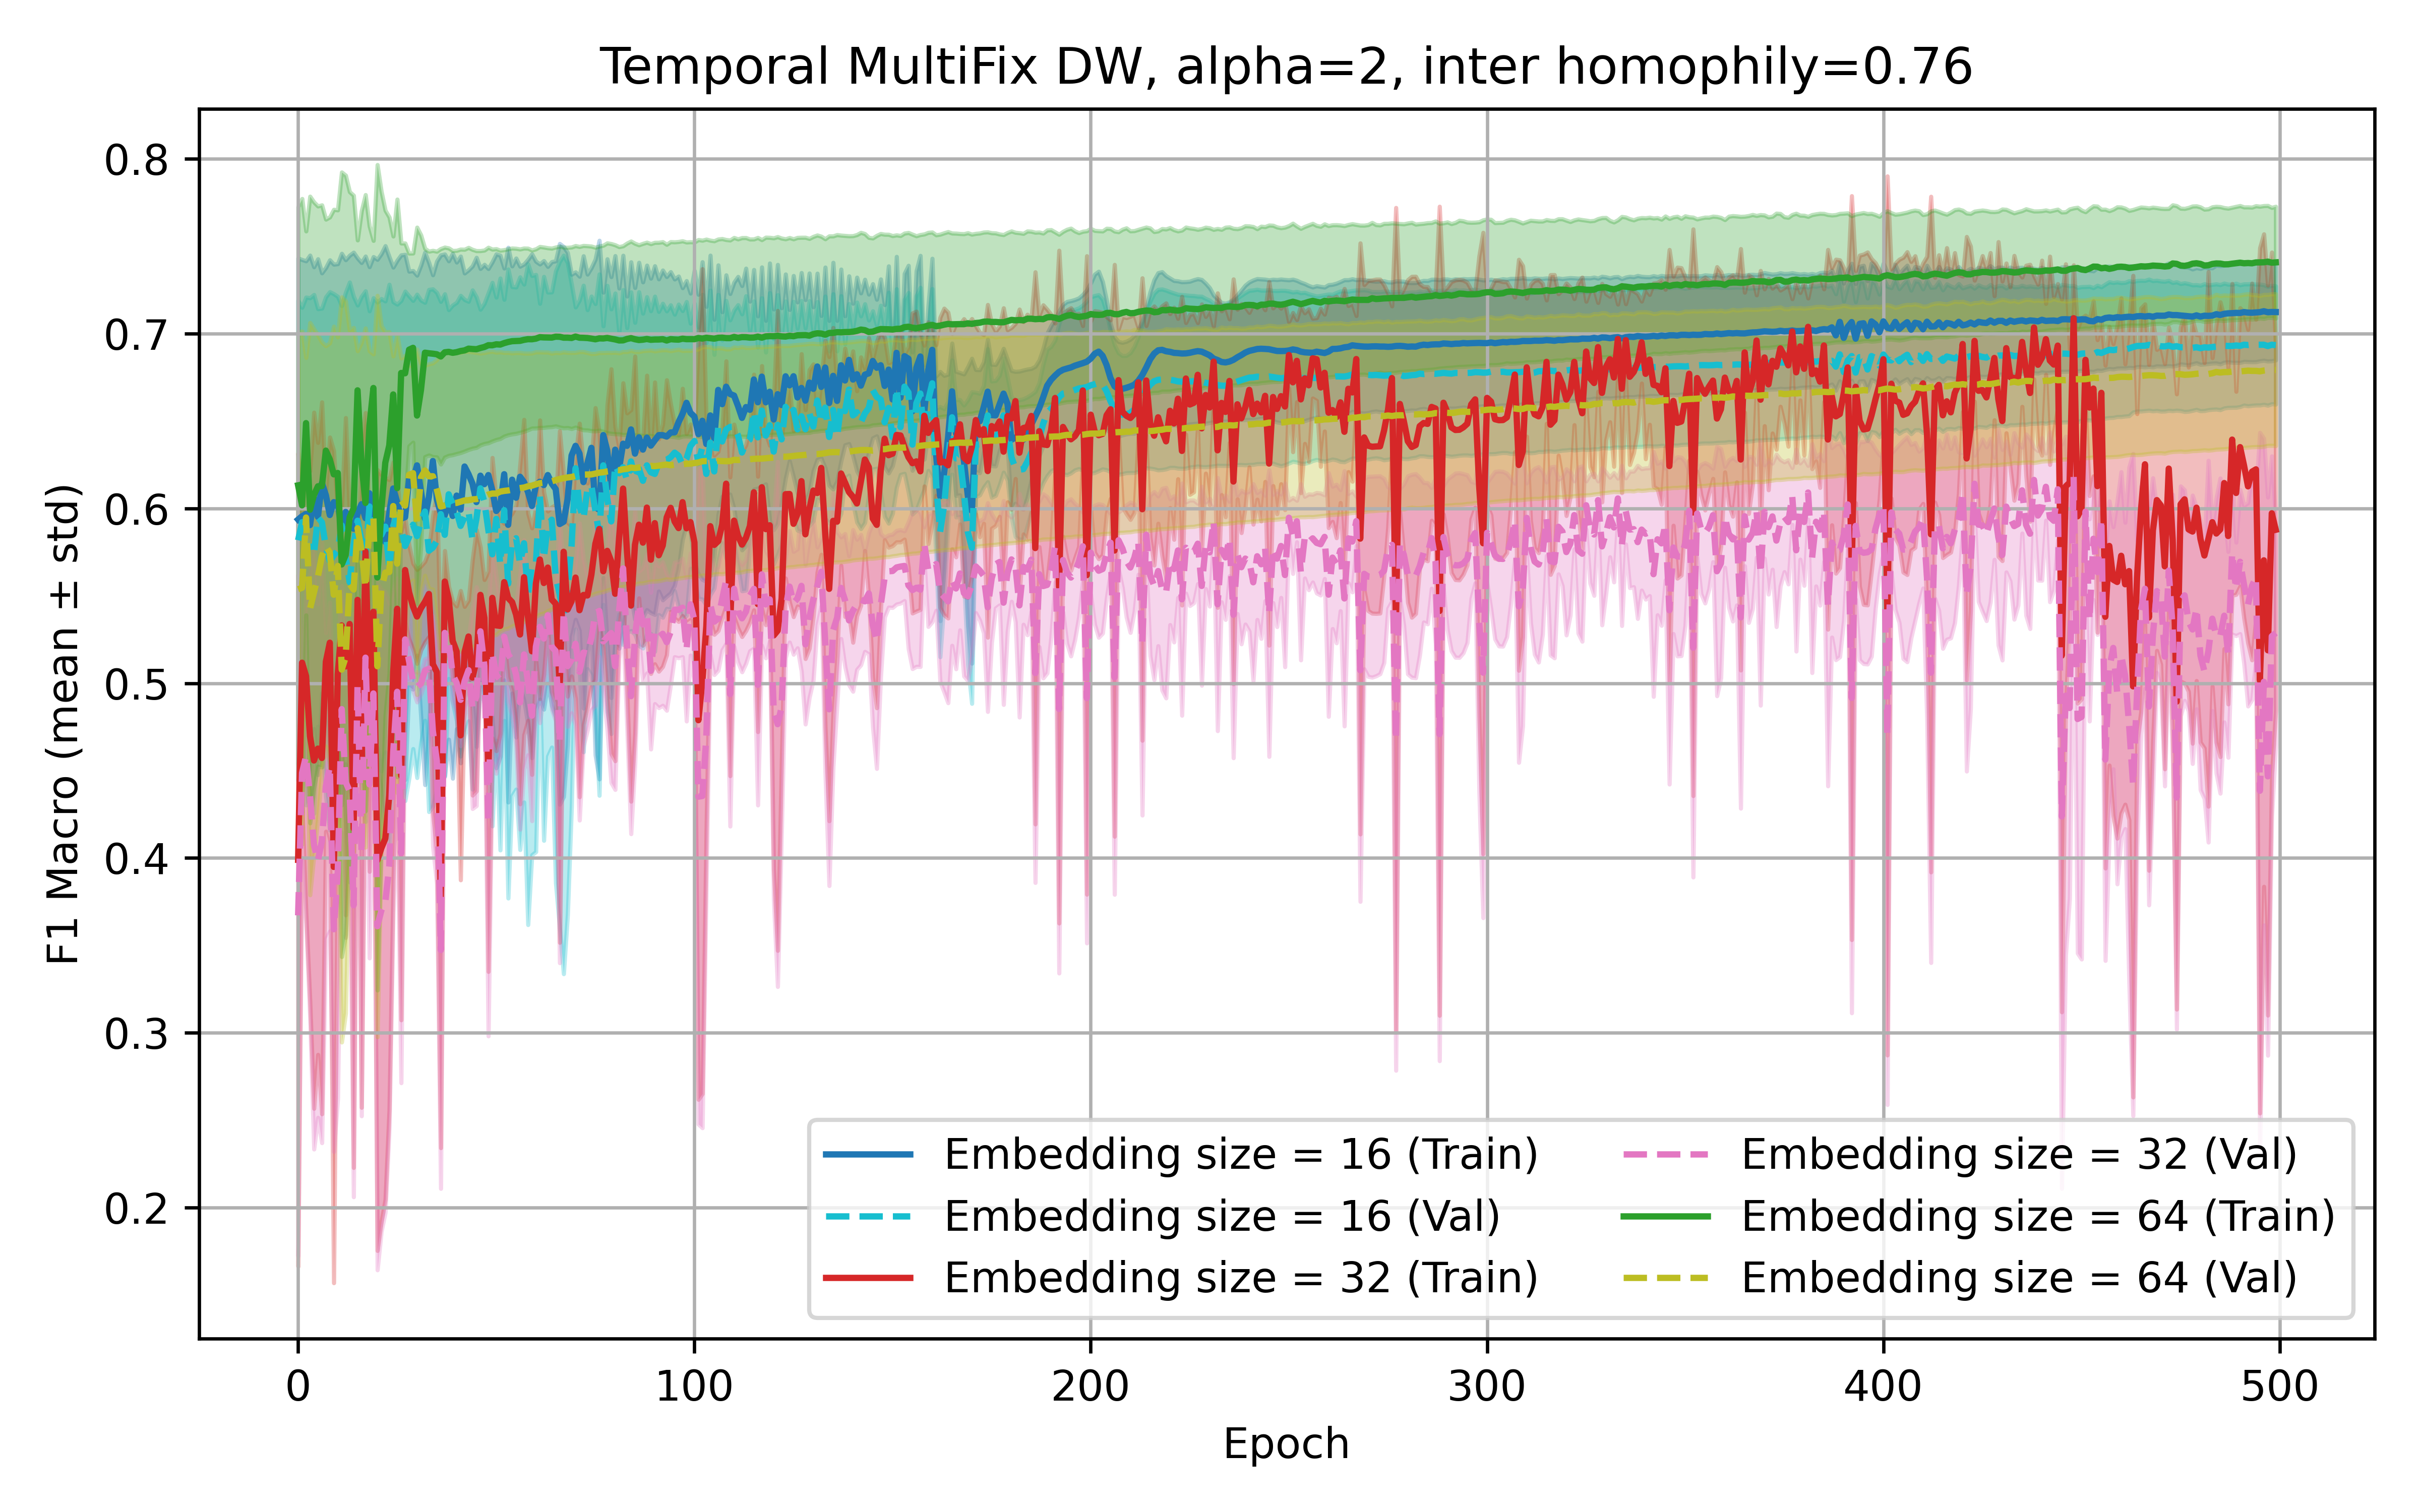 Temporal MultiFix DW, alpha=2, inter homophily=0.76
F1 Macro (mean ± std)
0.8
0.7
0.6
0.5
0.4
0.3
0.2
Embedding size = 16 (Train)
Embedding size = 16 (Val)
Embedding size = 32 (Train)
Embedding size = 32 (Val)
Embedding size = 64 (Train)
Embedding size = 64 (Val)
0 100 200 300 400 500
Epoch